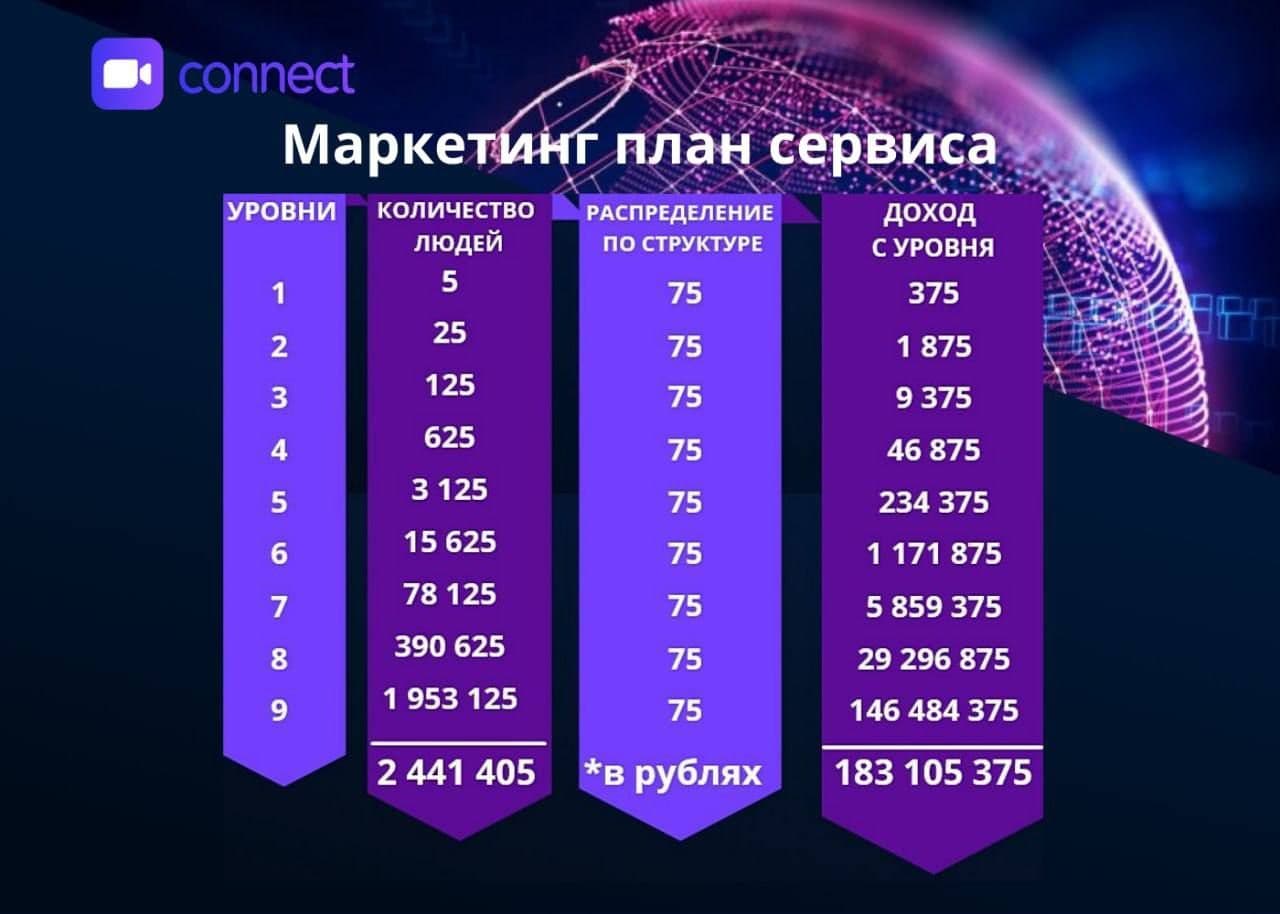 connect
Маркетинг план сервиса
УРОВНИ
1
2
3
4
5
6
7
8
9
КОЛИЧЕСТВО
ЛЮДЕЙ
5
25
125
625
3 125
15 625
78 125
390 625
1 953 125
2 441 405
РАСПРЕДЕЛЕНИЕ
ПО СТРУКТУРЕ
75
75
75
75
75
75
75
75
75
*в рублях
ДОХОД
С УРОВНЯ
375
1 875
9 375
46 875
234 375
1 171 875
5 859 375
29 296 875
146 484 375
183 105 375